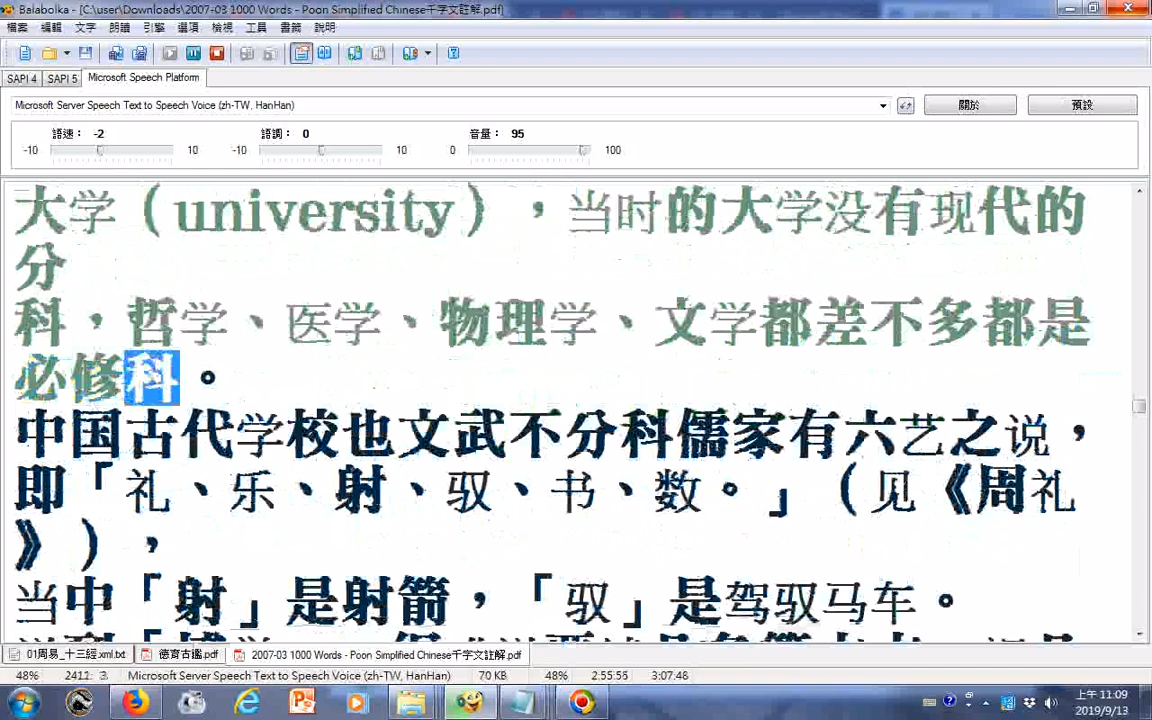 Balabolka - [C:\user\Downloads\2007-03 1000 Words - Poon Simplified Chinese千字文註解.pdf]
檔案 編輯 文字 朗讀 引擎 選項 檢視 工具 書籤 說明
SAPI 4 SAPI 5 Microsoft Speech Platform
Microsoft Server Speech Text to Speech Voice (zh-TW, HanHan) 關於 預設
語速： -2 語調： 0 音量： 95
-10 10 -10 10 0 100
大学（university），当时的大学没有现代的
分
科，哲学、医学、物理学、文学都差不多都是
必修科。
中国古代学校也文武不分科儒家有六艺之说，
即「礼、乐、射、驭、书、数。」（见《周礼
》），
当中「射」是射箭，「驭」是驾驭马车。
01周易_十三經.xml.txt 德育古鑑.pdf 2007-03 1000 Words - Poon Simplified Chinese千字文註解.pdf
48% 2411: 3 Microsoft Server Speech Text to Speech Voice (zh-TW, HanHan) 70 KB 48% 2:55:55 3:07:48
上午 11:09
2019/9/13